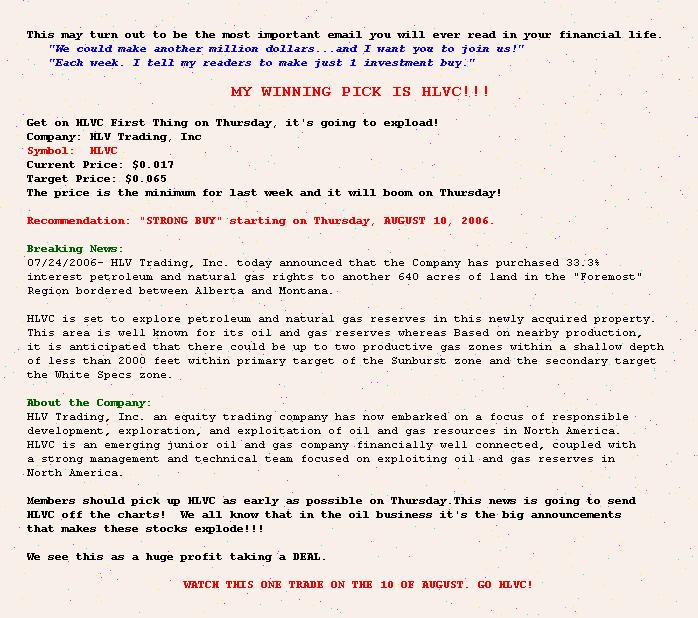 This may turn out to be the most important email you will ever read in your financial life.
"We could make another million dollars...and I want you to join us!"
"Each week. I tell my readers to make just 1 investment buy."
MY WINNING PICK IS HLVC!!!
Get on HLVC First Thing on Thursday, it's going to expload!
Company: HLV Trading, Inc
Symbol: HLVC
Current Price: $0.017
Target Price: $0.065
The price is the minimum for last week and it will boom on Thursday!
Recommendation: "STRONG BUY" starting on Thursday, AUGUST 10, 2006.
Breaking News:
07/24/2006- HLV Trading, Inc. today announced that the Company has purchased 33.3%
interest petroleum and natural gas rights to another 640 acres of land in the "Foremost"
Region bordered between Alberta and Montana.
HLVC is set to explore petroleum and natural gas reserves in this newly acquired property.
This area is well known for its oil and gas reserves whereas Based on nearby production,
it is anticipated that there could be up to two productive gas zones within a shallow depth
of less than 2000 feet within primary target of the Sunburst zone and the secondary target
the White Specs zone.
About the Company:
HLV Trading, Inc. an equity trading company has now embarked on a focus of responsible
development, exploration, and exploitation of oil and gas resources in North America.
HLVC is an emerging junior oil and gas company financially well connected, coupled with
a strong management and technical team focused on exploiting oil and gas reserves in
North America.
Members should pick up HLVC as early as possible on Thursday.This news is going to send
HLVC off the charts! We all know that in the oil business it's the big announcements
that makes these stocks explode!!!
We see this as a huge profit taking a DEAL.
WATCH THIS ONE TRADE ON THE 10 OF AUGUST. GO HLVC!